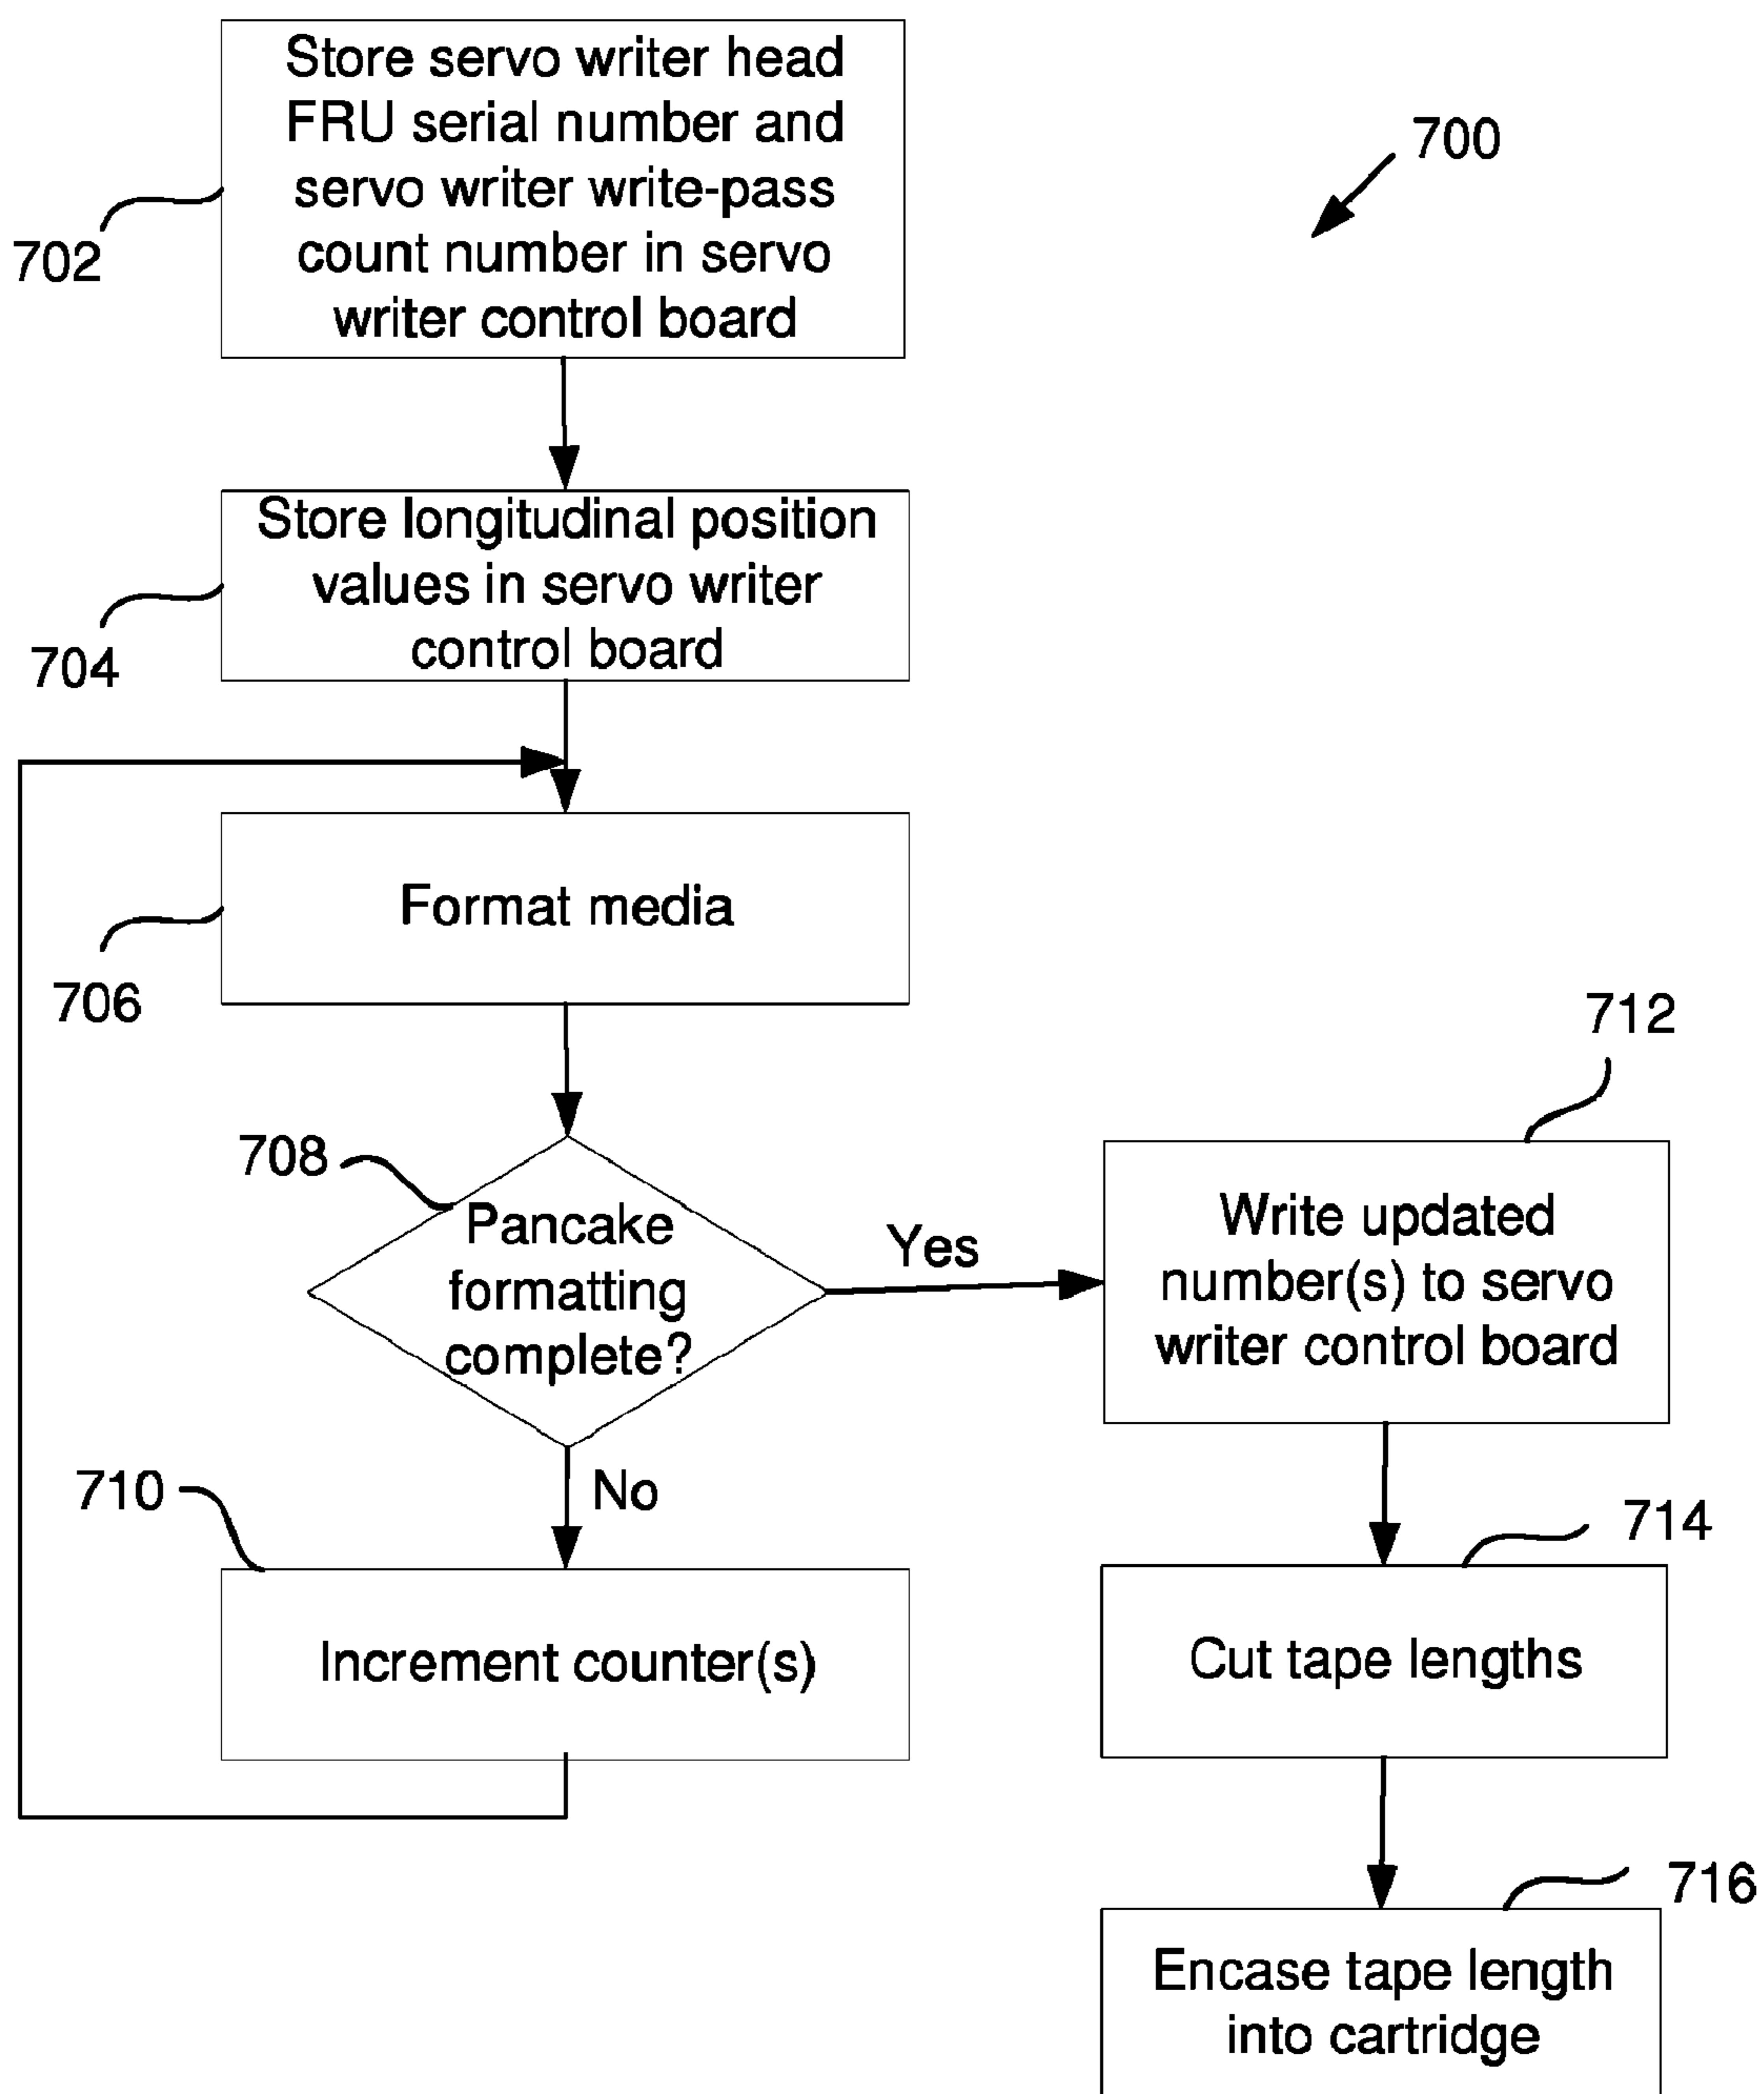 Store servo writer head
FRU serial number and
servo writer write-pass
count number in servo
writer control board
700
702
Store longitudinal position
values in servo writer
control board
704
Format media
706
708
Pancake
formatting
complete?
Yes
No
710
Increment counter(s)
712
Write updated
number(s) to servo
writer control board
714
Cut tape lengths
716
Encase tape length
into cartridge